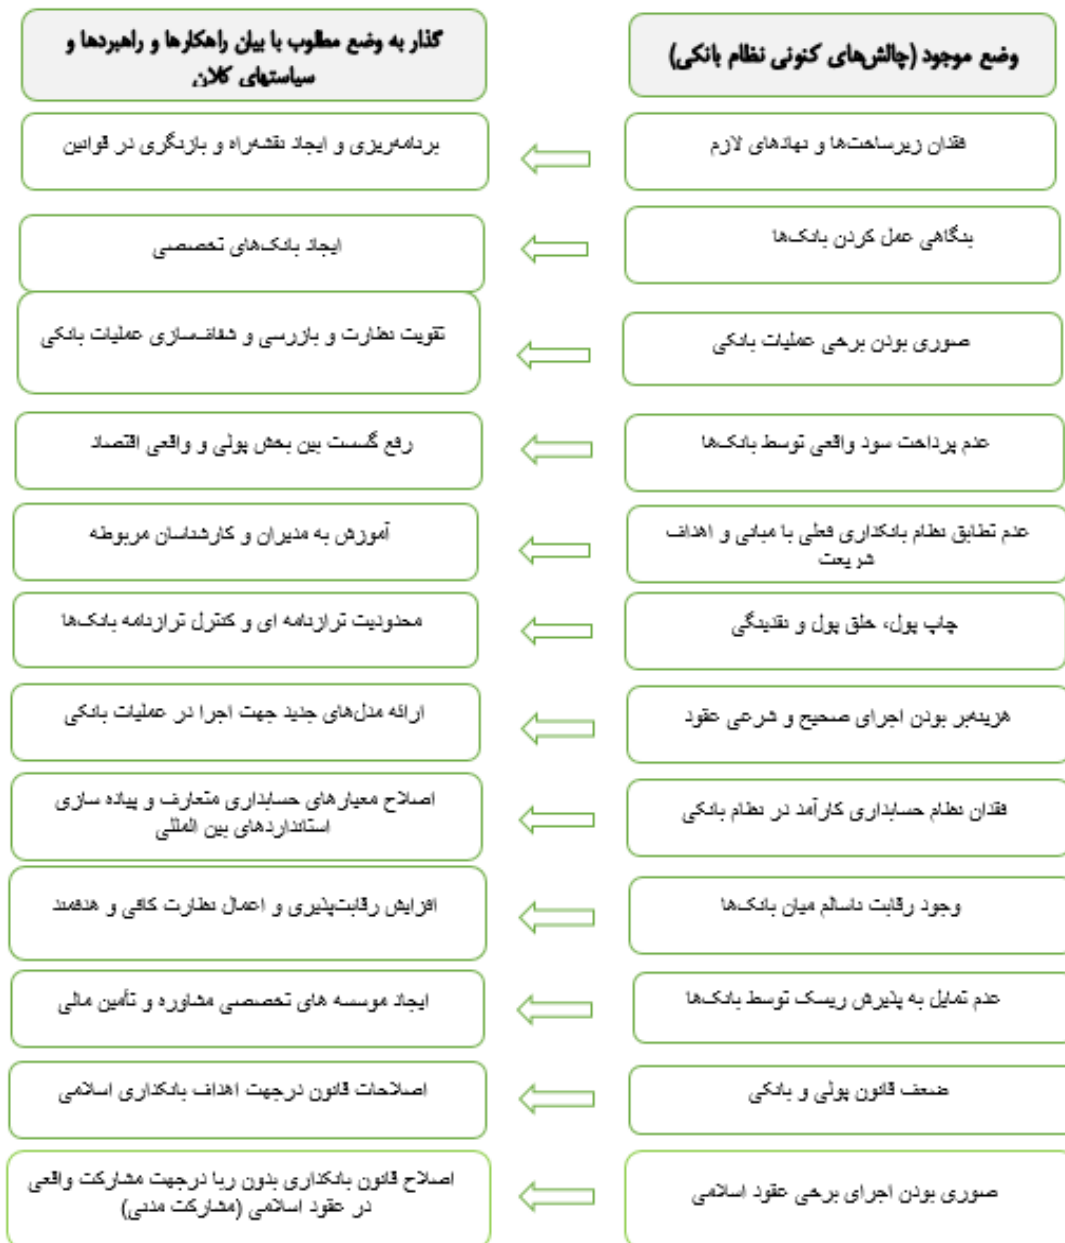 وضع موجود (چالش‌های کنونی نظام بانکی)
گذار به وضع مطلوب با بیان راهکارها و راهبردها و
سیاستهای کلان
فقدان زیرساخت‌ها و نهادهای لازم
برنامه‌ریزی و ایجاد نقشه‌راه و بازنگری در قوانین
بنگاهی عمل کردن بانک‌ها
ایجاد بانک‌های تخصصی
صوری بودن برخی عملیات بانکی
تقویت نظارت و بازرسی و شفاف‌سازی عملیات بانکی
عدم پرداخت سود واقعی توسط بانک‌ها
رفع گسست بین بخش پولی و واقعی اقتصاد
عدم تطابق نظام بانکداری فعلی با مبانی و اهداف
شریعت
آموزش به مدیران و کارشناسان مربوطه
چاپ پول، خلق پول و نقدینگی
محدودیت ترازنامه ای و کنترل ترازنامه بانک‌ها
هزینه‌بر بودن اجرای صحیح و شرعی عقود
ارائه مدل‌های جدید جهت اجرا در عملیات بانکی
فقدان نظام حسابداری کارآمد در نظام بانکی
اصلاح معیارهای حسابداری متعارف و پیاده سازی
استانداردهای بین المللی
وجود رقابت ناسالم میان بانک‌ها
افزایش رقابت‌پذیری و اعمال نظارت کافی و هدفمند
عدم تمایل به پذیرش ریسک توسط بانک‌ها
ایجاد موسسه های تخصصی مشاوره و تأمین مالی
ضعف قانون پولی و بانکی
اصلاحات قانون درجهت اهداف بانکداری اسلامی
صوری بودن اجرای برخی عقود اسلامی
اصلاح قانون بانکداری بدون ربا درجهت مشارکت واقعی
در عقود اسلامی (مشارکت مدنی)